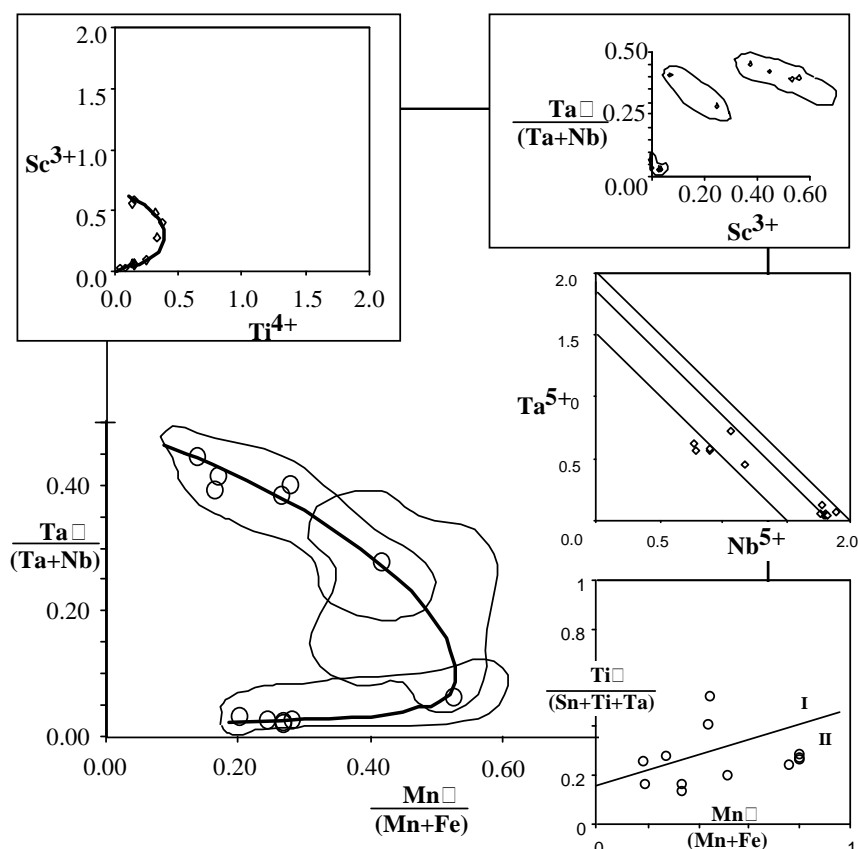 2.0
1.5
Sc3+1.0
0.5
0.0
0.0 0.5 1.0 1.5 2.0
Ti4+
0.50
Ta□ 0.25
(Ta+Nb)
0.00
0.20 0.40 0.60
Sc3+
2.0
1.5
Ta5+0
0.5
0.0 0.5 2.0
Nb5+
0.40
Ta□
(Ta+Nb)
0.20
0.00
0.00 0.20 0.40 0.60
Mn□
(Mn+Fe)
1
0.8
Ti□
(Sn+Ti+Ta)
I
II
0.2
0
0 1
Mn□
(Mn+Fe)